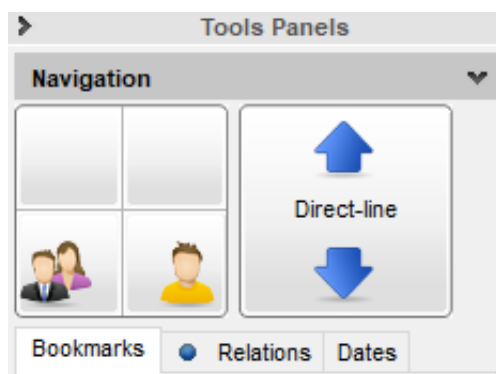 Tools Panels
Navigation
Direct-line
Bookmarks
Relations
Dates